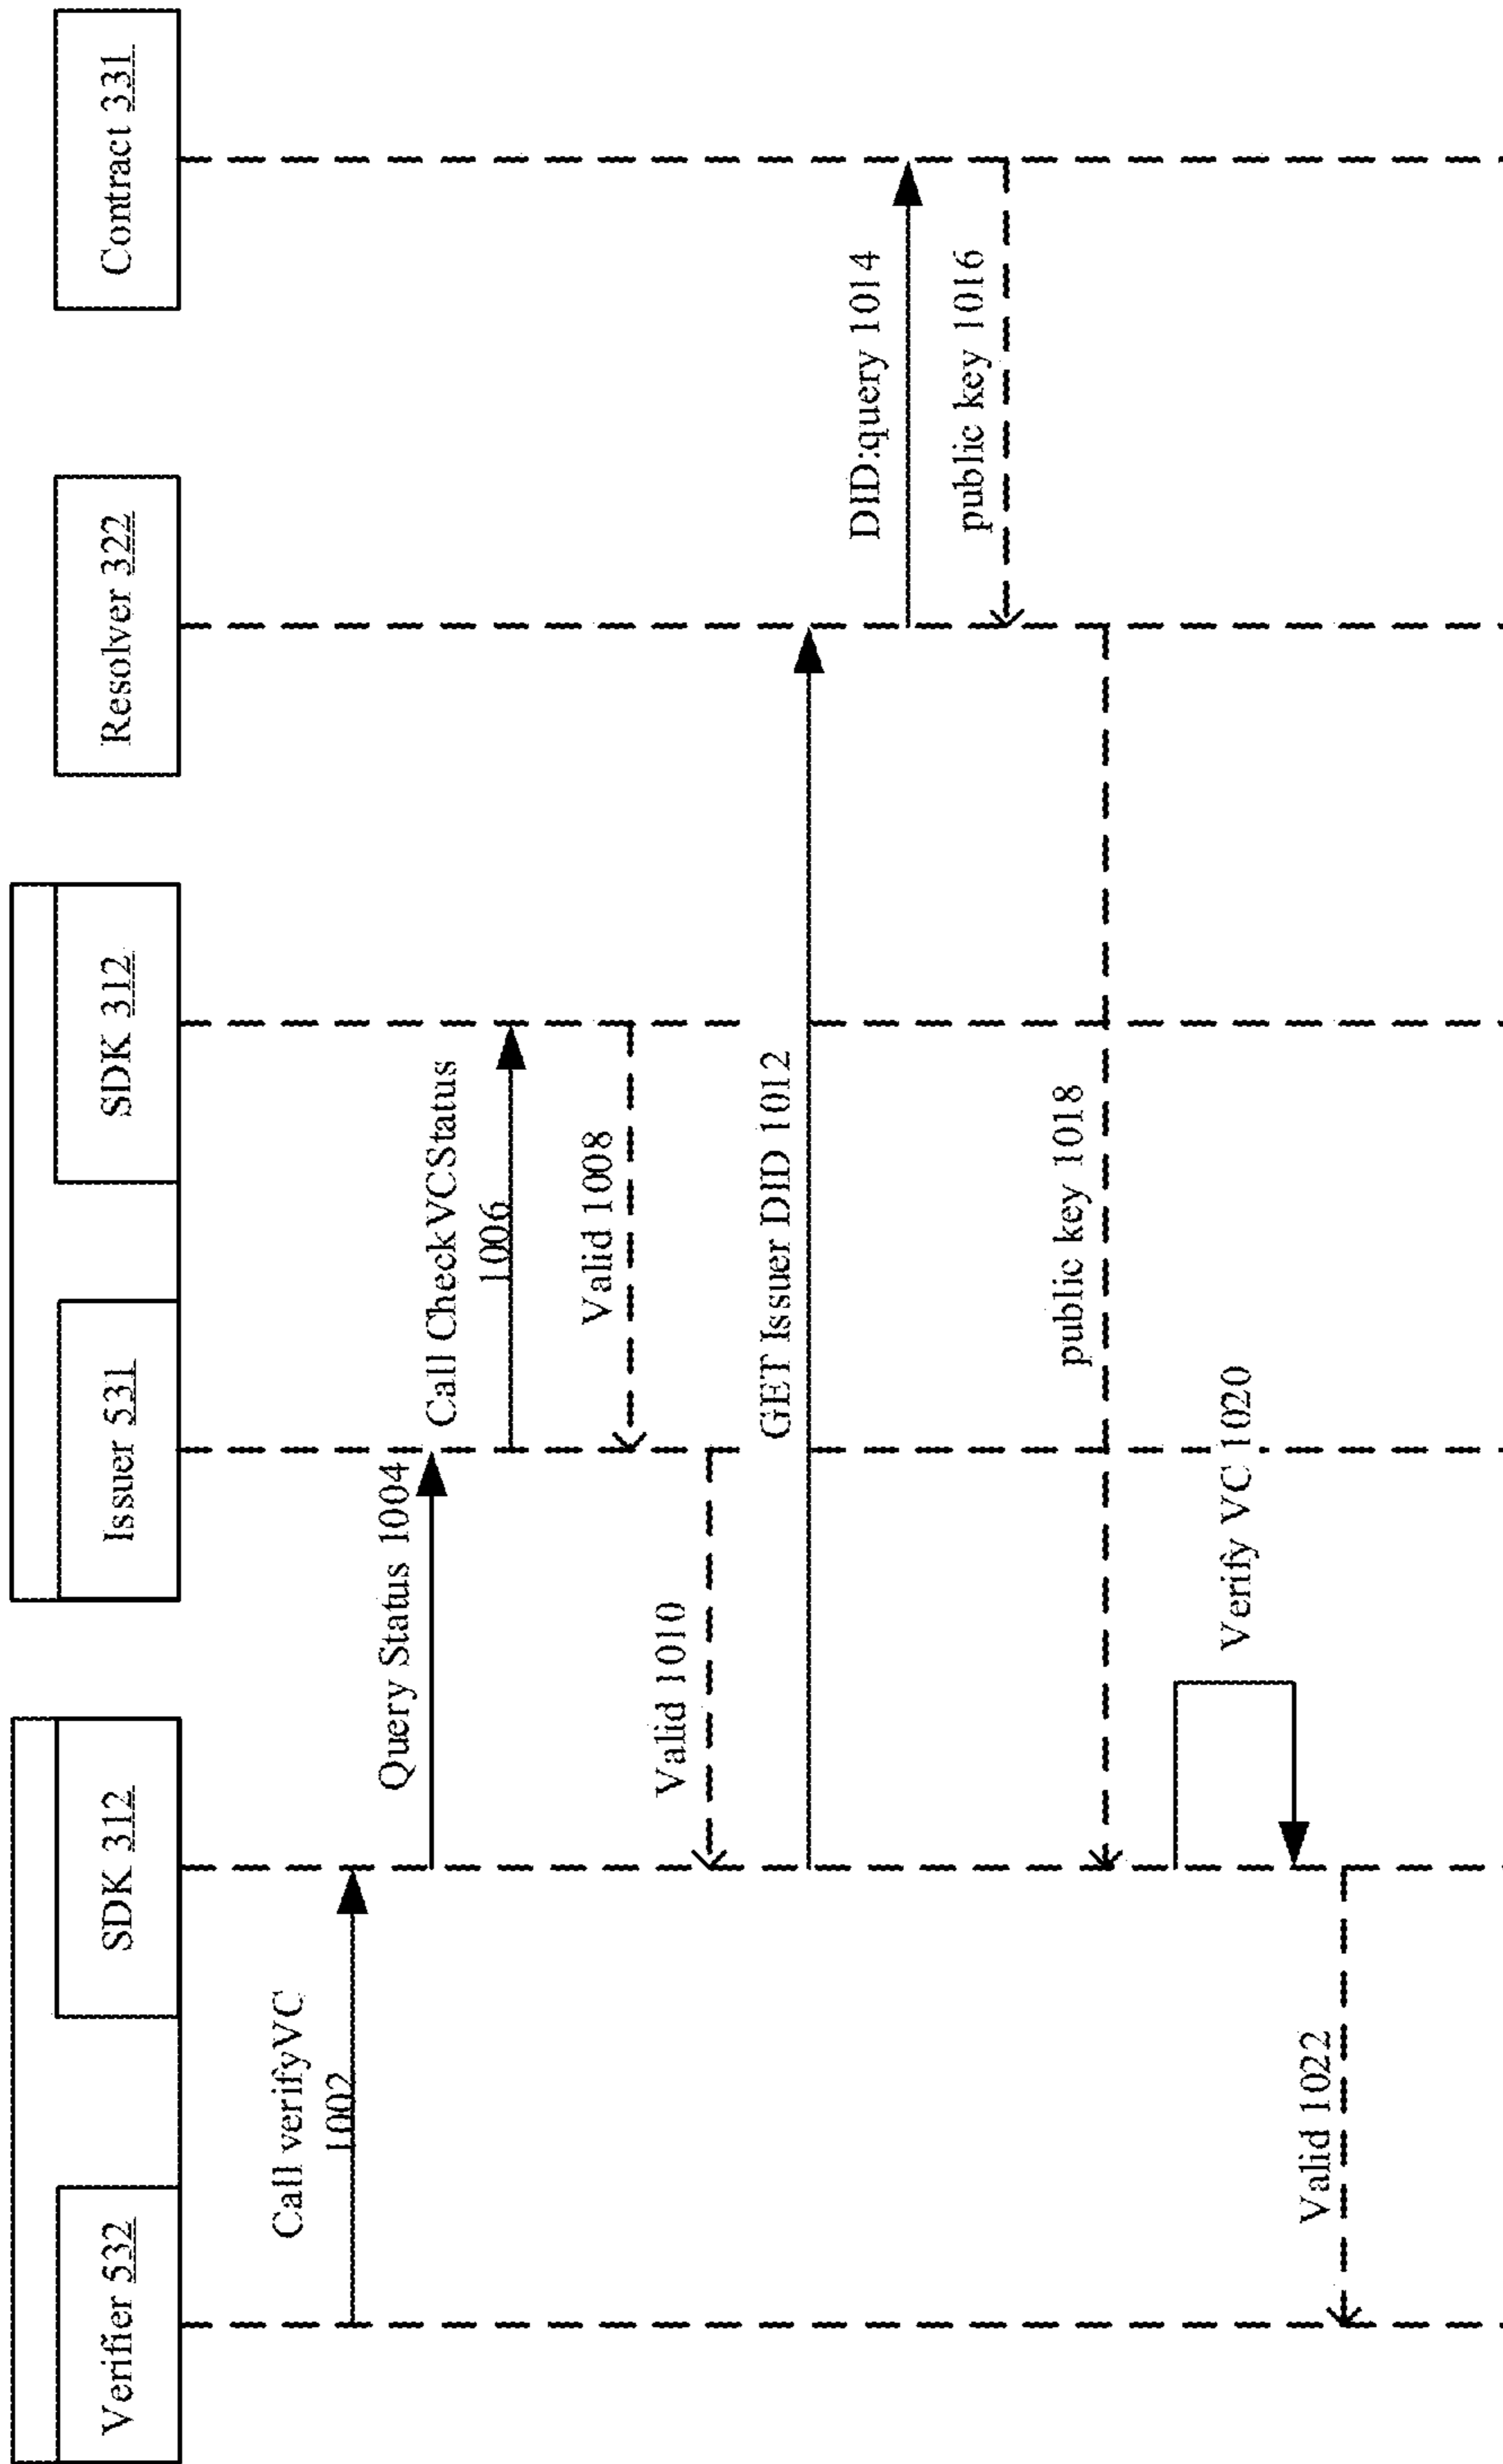 Verifier 532
SDK 312
Issuer 531
SDK 312
Resolver 322
Contract 331
Call verifyVC
1002
Query Status 1004
Call CheckVCStatus
1006
Valid 1008
Valid 1010
GET Issuer DID 1012
DID:query 1014
public key 1016
public key 1018
Verify VC 1020
Valid 1022